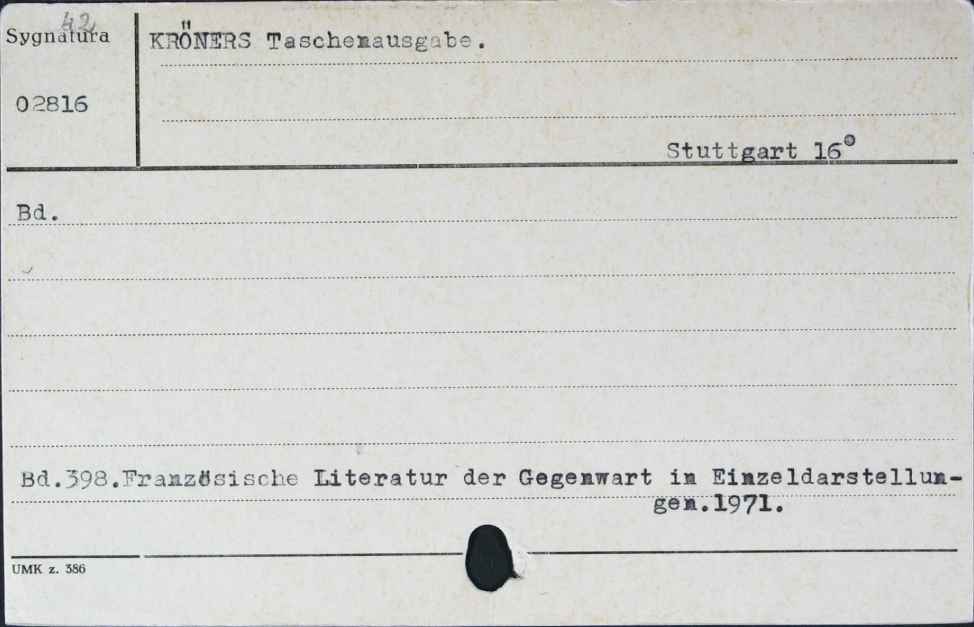 42
Sygnatura
KRÖNERS Taschenausgabe.
02816
Stuttgart 16°
Bd.
Bd.398.Französische Literatur der Gegenwart in Einzeldarstellun-
gen.1971.
UMK z. 386